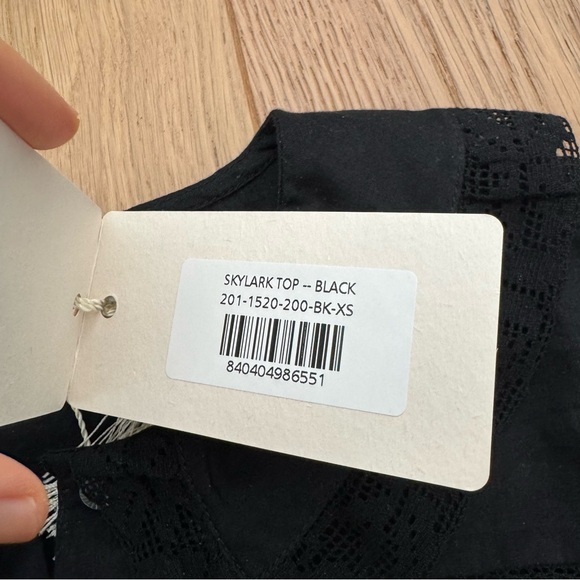 SKYLARK TOP -- BLACK
201-1520-200-BK-XS
840404986551